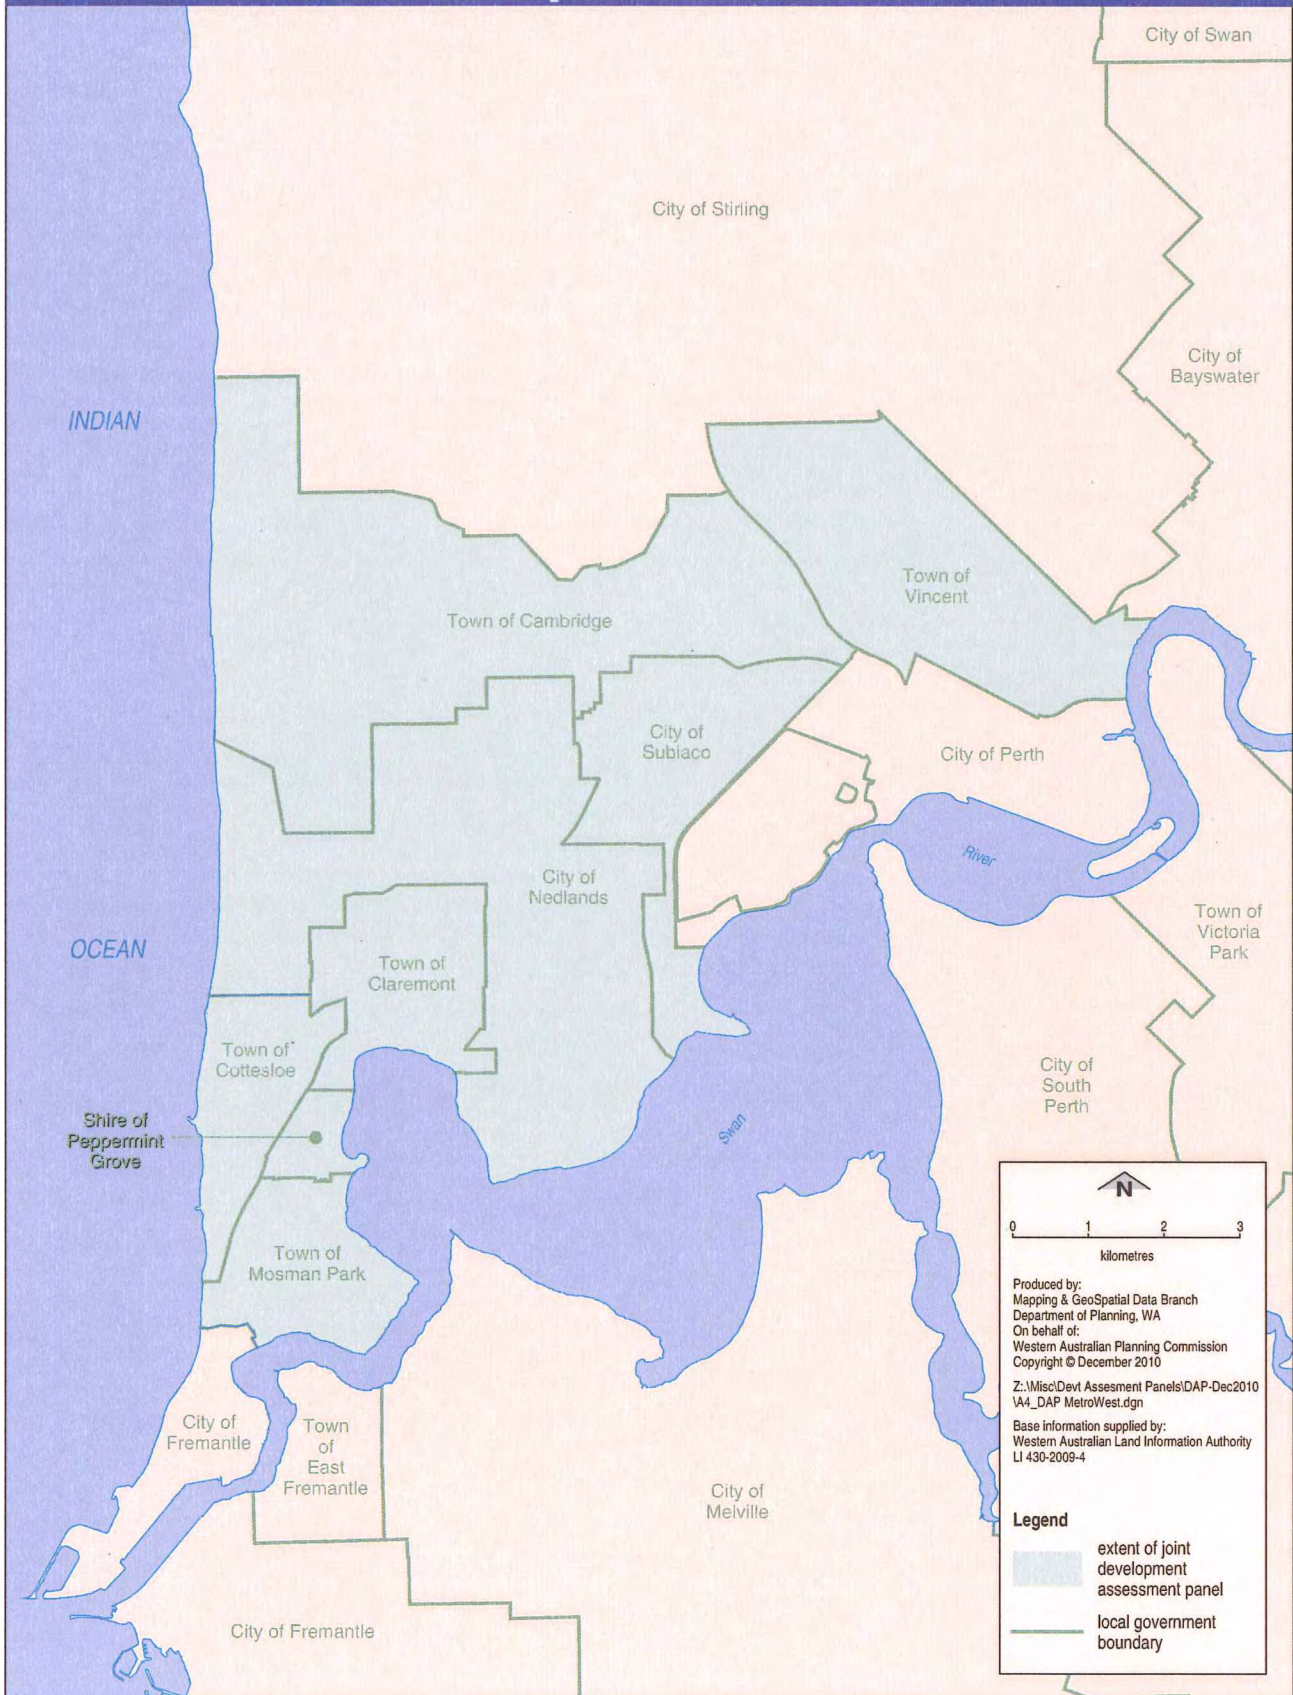 City of Swan
City of Stirling
City of
Bayswater
INDIAN
Town of
Vincent
Town of Cambridge
City of
Subiaco
City of Perth
River
City of
Nedlands
Town of
Victoria
Park
OCEAN
Town of
Claremont
Town of
Cottesloe
City of
South
Perth
Shire of
Peppermint
Grove
Swan
Town of
Mosman Park
City of
Fremantle
Town
of
East
Fremantle
City of
Melville
City of Fremantle
N
0 1 2 3
kilometres
Produced by:
Mapping & GeoSpatial Data Branch
Department of Planning, WA
On behalf of:
Western Australian Planning Commission
Copyright © December 2010
Z:.\Misc\Devt Assesment Panels\DAP-Dec2010
\A4_DAP MetroWest.dgn
Base information supplied by:
Western Australian Land Information Authority
LI 430-2009-4
Legend
extent of joint
development
assessment panel
local government
boundary